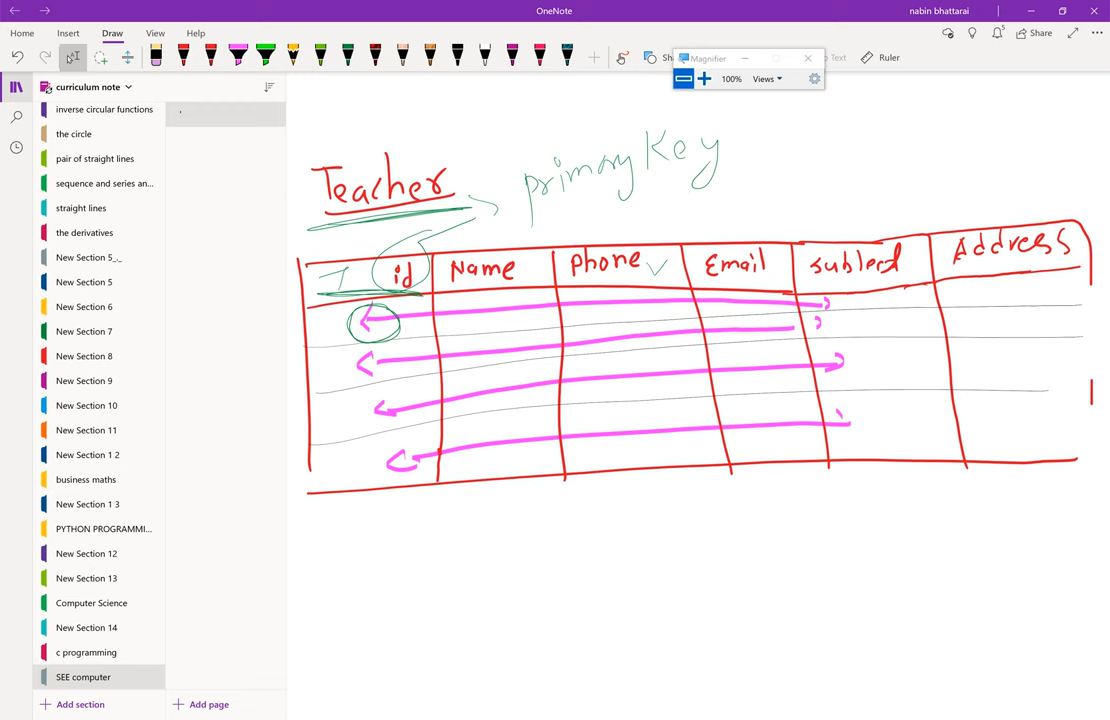 OneNote
nabin bhattarai
Home Insert Draw View Help
Share
Magnifier
Sh
To Text
Ruler
100% Views
curriculum note
inverse circular functions
the circle
pair of straight lines
sequence and series an...
straight lines
the derivatives
New Section 5_._
New Section 5
New Section 6
New Section 7
New Section 8
New Section 9
New Section 10
New Section 11
New Section 1 2
business maths
New Section 1 3
PYTHON PROGRAMMI...
New Section 12
New Section 13
Computer Science
New Section 14
c programming
SEE computer
Add section
Add page
primary Key
Teacher
T id Name Phone Email Address